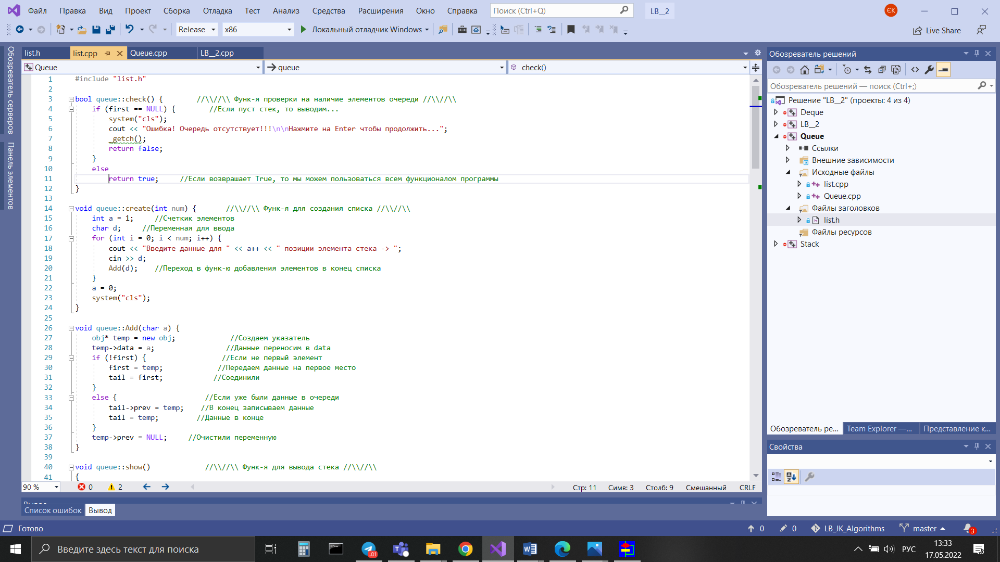 Файл Правка Вид Проект Сборка Отладка Тест Анализ Средства Расширения Окно Справка Поиск (Ctrl+Q) LB__2 ЄК
Release x86 Локальный отладчик Windows Live Share
Обозреватель серверов
Панель элементов
list.h list.cpp Queue.cpp LB__2.cpp
Queue queue check()
1 #include "list.h"
2
3 bool queue::check() { //\\//\\ Функ-я проверки на наличие элементов очереди //\\//\\
4 if (first == NULL) { //Если пуст стек, то выводим...
5 system("cls");
6 cout << "Ошибка! Очередь отсутствует!!!\n\nНажмите на Enter чтобы продолжить...";
7 _getch();
8 return false;
9 }
10 else
11 return true; //Если возврашает True, то мы можем пользоваться всем функционалом программы
12 }
13
14 void queue::create(int num) { //\\//\\ Функ-я для создания списка //\\//\\
15 int a = 1; //Счеткик элементов
16 char d; //Переменная для ввода
17 for (int i = 0; i < num; i++) {
18 cout << "Введите данные для " << a++ << " позиции элемента стека -> ";
19 cin >> d;
20 Add(d); //Переход в функ-ю добавления элементов в конец списка
21 }
22 a = 0;
23 system("cls");
24 }
25
26 void queue::Add(char a) {
27 obj* temp = new obj; //Создаем указатель
28 temp->data = a; //Данные переносим в data
29 if (!first) { //Если не первый элемент
30 first = temp; //Передаем данные на первое место
31 tail = first; //Соединили
32 }
33 else { //Если уже были данные в очереди
34 tail->prev = temp; //В конец записываем данные
35 tail = temp; //Данные в конце
36 }
37 temp->prev = NULL; //Очистили переменную
38 }
39
40 void queue::show() //\\//\\ Функ-я для вывода стека //\\//\\
41 {
90 % 0 2 Стр: 11 Симв: 3 Столб: 9 Смешанный CRLF
Список ошибок Вывод
Обозреватель решений
Обозреватель решений — поиск (Ctrl+;)
Решение "LB__2" (проекты: 4 из 4)
Deque
LB__2
Queue
Ссылки
Внешние зависимости
Исходные файлы
list.cpp
Queue.cpp
Файлы заголовков
list.h
Файлы ресурсов
Stack
Обозреватель ре... Team Explorer —... Представление к...
Свойства
Готово 0 0 LB_JK_Algorithms master 3
Введите здесь текст для поиска ..01 РУС 13:33
17.05.2022